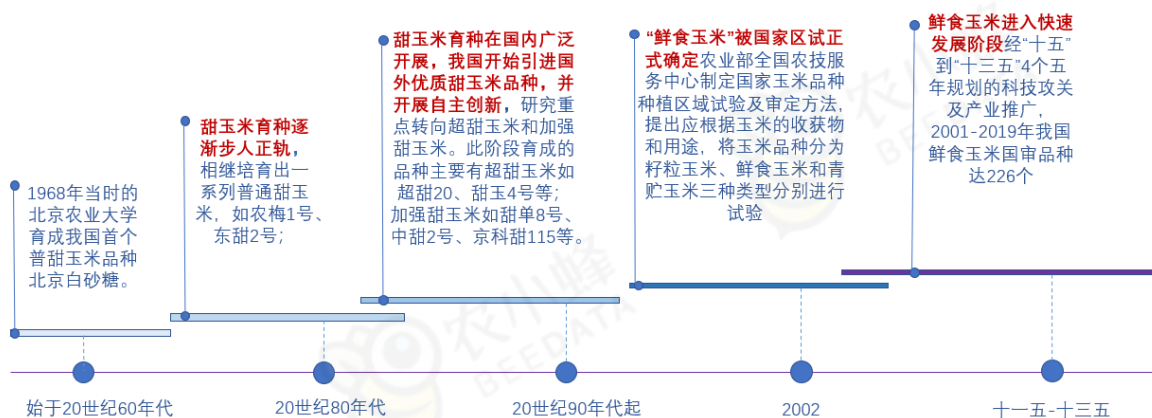 1968年当时的
北京农业大学
育成我国首个
普甜玉米品种
北京白砂糖。
始于20世纪60年代
甜玉米育种逐
渐步人正轨，
相继培育出一
系列普通甜玉
米，如农梅1号、
东甜2号；
20世纪80年代
甜玉米育种在国内广泛
开展，我国开始引进国
外优质甜玉米品种，并
开展自主创新，研究重
点转向超甜玉米和加强
甜玉米。此阶段育成的
品种主要有超甜玉米如
超甜20、甜玉4号等；
加强甜玉米如甜单8号、
中甜2号、京科甜115等。
20世纪90年代起
“鲜食玉米”被国家区试正
式确定农业部全国农技服
务中心制定国家玉米品种
种植区域试验及审定方法,
提出应根据玉米的收获物
和用途，将玉米品种分为
籽粒玉米、鲜食玉米和青
贮玉米三种类型分别进行
试验
2002
鲜食玉米进入快速
发展阶段经“十五”
到“十三五”4个五
年规划的科技攻关
及产业推广，
2001-2019年我国
鲜食玉米国审品种
达226个
十一五-十三五
农小蜂
BEEDATA